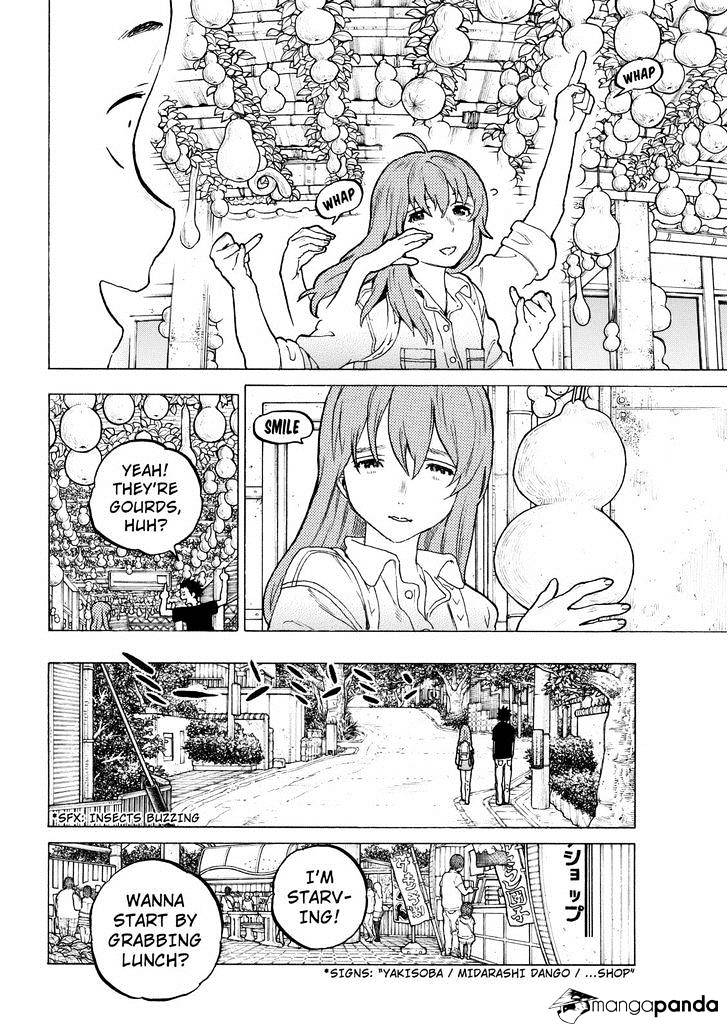 WHAP
WHAP
SMILE
YEAH!
THEY'RE
GOURDS,
HUH?
*SFX: INSECTS BUZZING
I'M
STARV-
ING!
WANNA
START BY
GRABBING
LUNCH?
ショップ
*SIGNS: "YAKISOBA / MIDARASHI DANGO / ...SHOP"
mangapanda